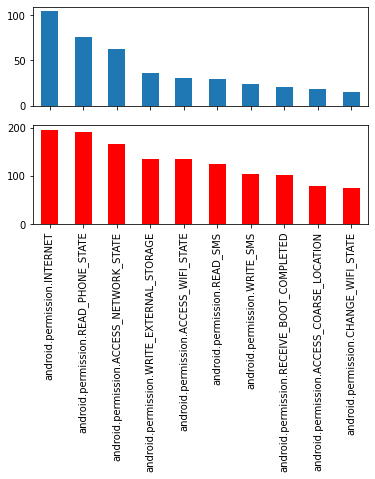 100
50
0
200
100
0
android.permission.INTERNET
android.permission.READ_PHONE_STATE
android.permission.ACCESS_NETWORK_STATE
android.permission.WRITE_EXTERNAL_STORAGE
android.permission.ACCESS_WIFI_STATE
android.permission.READ_SMS
android.permission.WRITE_SMS
android.permission.RECEIVE_BOOT_COMPLETED
android.permission.ACCESS_COARSE_LOCATION
android.permission.CHANGE_WIFI_STATE